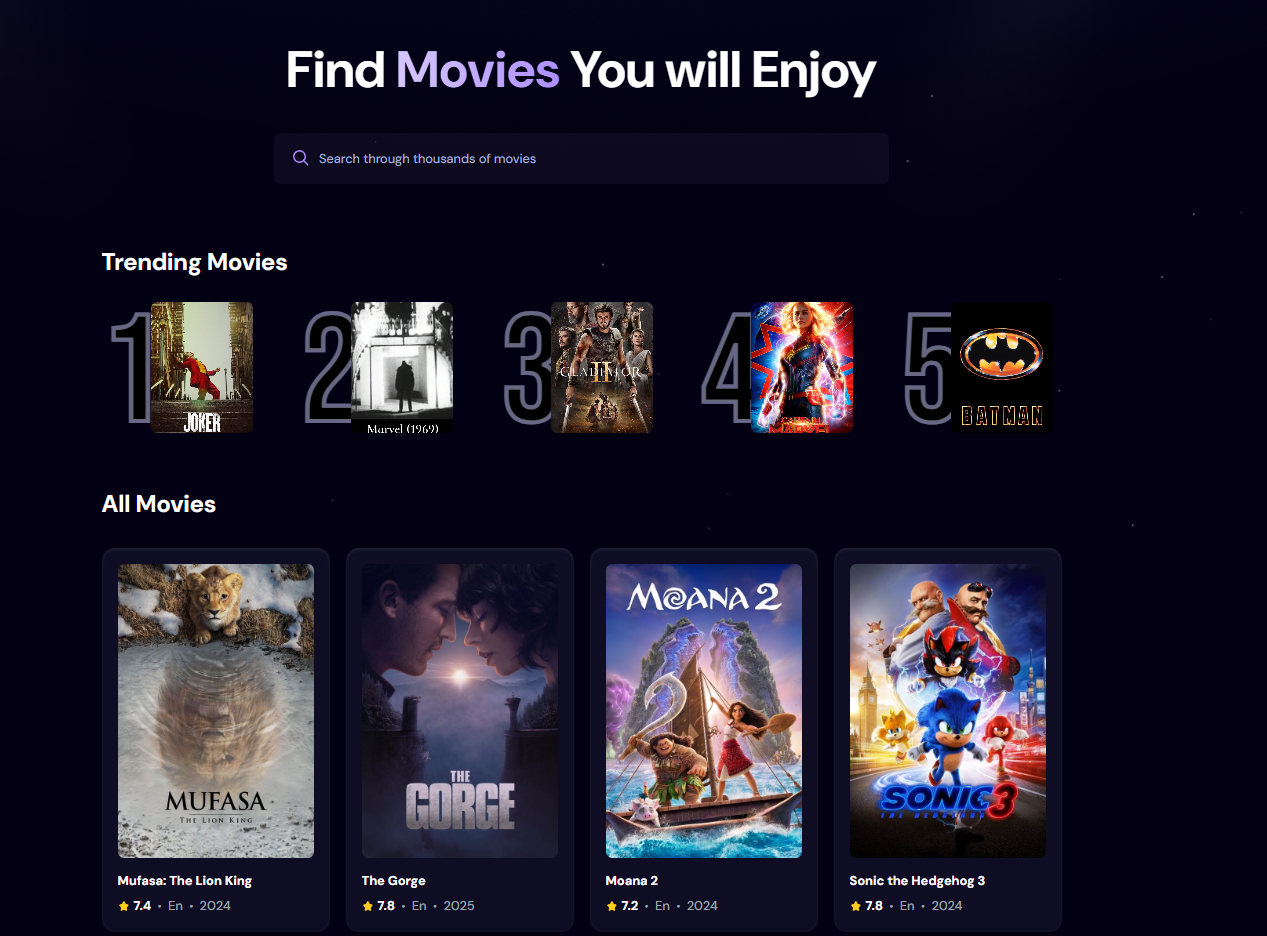 Find Movies You will Enjoy
Search through thousands of movies
Trending Movies
1
JOKER
2
Marvel (1969)
3
GLADIATOR
II
4
CAPTAIN
MARVEL
5
BATMAN
All Movies
MUFASA
THE LION KING
THE
GORGE
MOANA 2
SONIC 3
THE HEDGEHOG
Mufasa: The Lion King
7.4 • En • 2024
The Gorge
7.8 • En • 2025
Moana 2
7.2 • En • 2024
Sonic the Hedgehog 3
7.8 • En • 2024